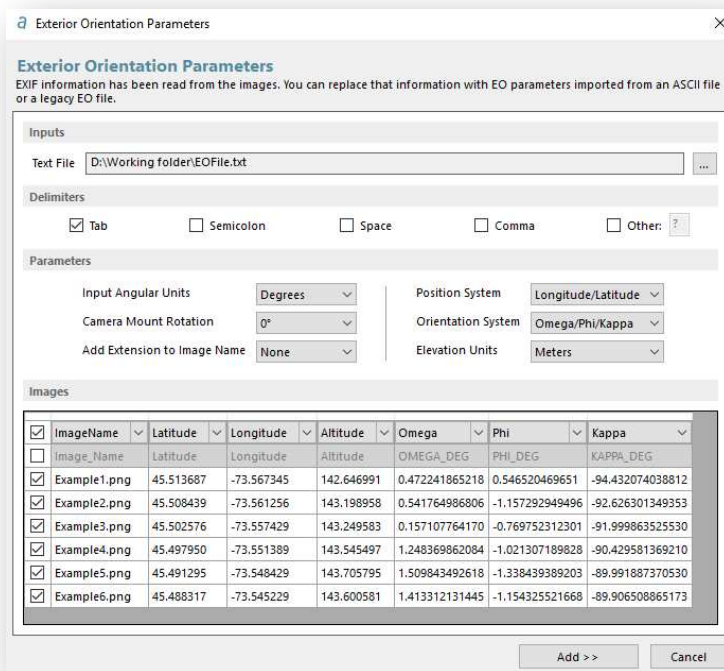 a Exterior Orientation Parameters
Exterior Orientation Parameters
EXIF information has been read from the images. You can replace that information with EO parameters imported from an ASCII file
or a legacy EO file.
Inputs
Text File D:\Working folder\EOFile.txt ...
Delimiters
Tab Semicolon Space Comma Other: ?
Parameters
Input Angular Units Degrees Position System Longitude/Latitude
Camera Mount Rotation 0° Orientation System Omega/Phi/Kappa
Add Extension to Image Name None Elevation Units Meters
Images
ImageName Latitude Longitude Altitude Omega Phi Kappa
Image_Name Latitude Longitude Altitude OMEGA_DEG PHI_DEG KAPPA_DEG
Example1.png 45.513687 -73.567345 142.646991 0.472241865218 0.546520469651 -94.432074038812
Example2.png 45.508439 -73.561256 143.198958 0.541764986806 -1.157292949496 -92.626301349353
Example3.png 45.502576 -73.557429 143.249583 0.157107764170 -0.769752312301 -91.999863525530
Example4.png 45.497950 -73.551389 143.545497 1.248369862084 -1.021307189828 -90.429581369210
Example5.png 45.491295 -73.548429 143.705795 1.509843492618 -1.338439389203 -89.991887370530
Example6.png 45.488317 -73.545229 143.600581 1.413312131445 -1.154325521668 -89.906508865173
Add >> Cancel